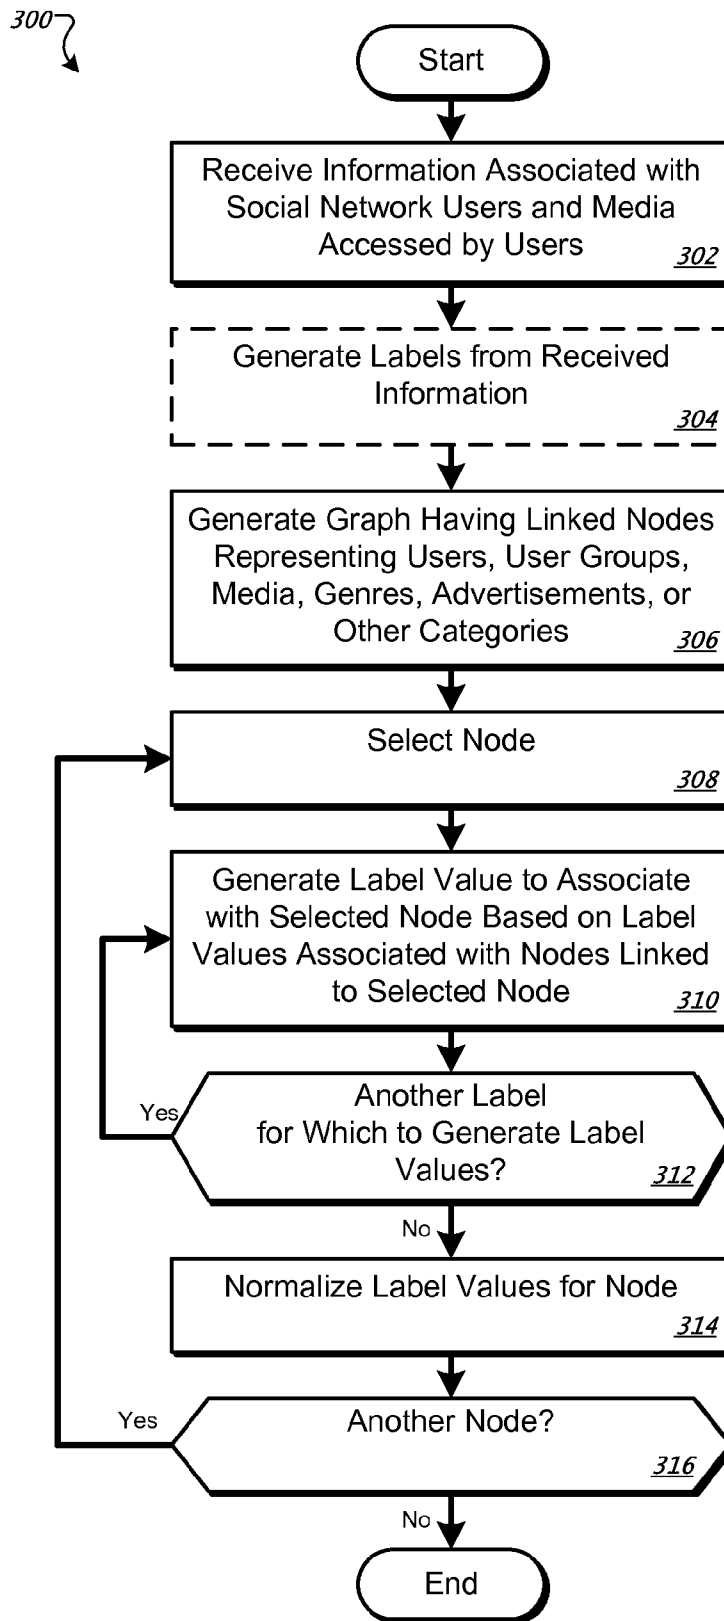 300
Start
Receive Information Associated with
Social Network Users and Media
Accessed by Users
302
Generate Labels from Received
Information
304
Generate Graph Having Linked Nodes
Representing Users, User Groups,
Media, Genres, Advertisements, or
Other Categories
306
Select Node
308
Generate Label Value to Associate
with Selected Node Based on Label
Values Associated with Nodes Linked
to Selected Node
310
Another Label
for Which to Generate Label
Values?
312
Yes
No
Normalize Label Values for Node
314
Another Node?
316
Yes
No
End